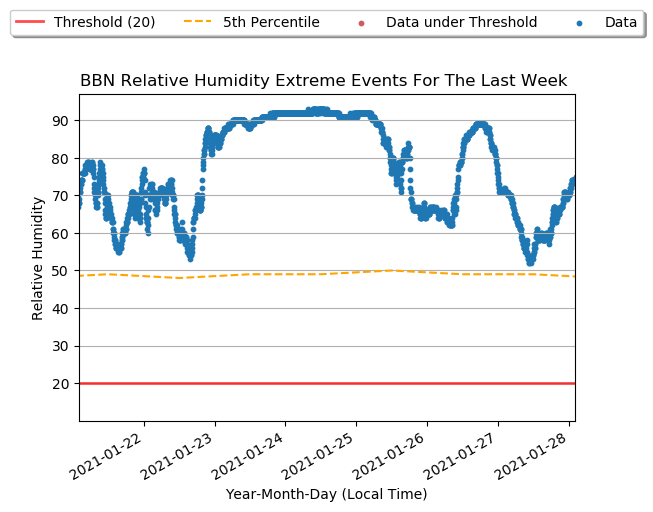 Threshold (20) 5th Percentile Data under Threshold Data
BBN Relative Humidity Extreme Events For The Last Week
Relative Humidity
90
80
70
60
50
40
30
20
2021-01-22 2021-01-23 2021-01-24 2021-01-25 2021-01-26 2021-01-27 2021-01-28
Year-Month-Day (Local Time)